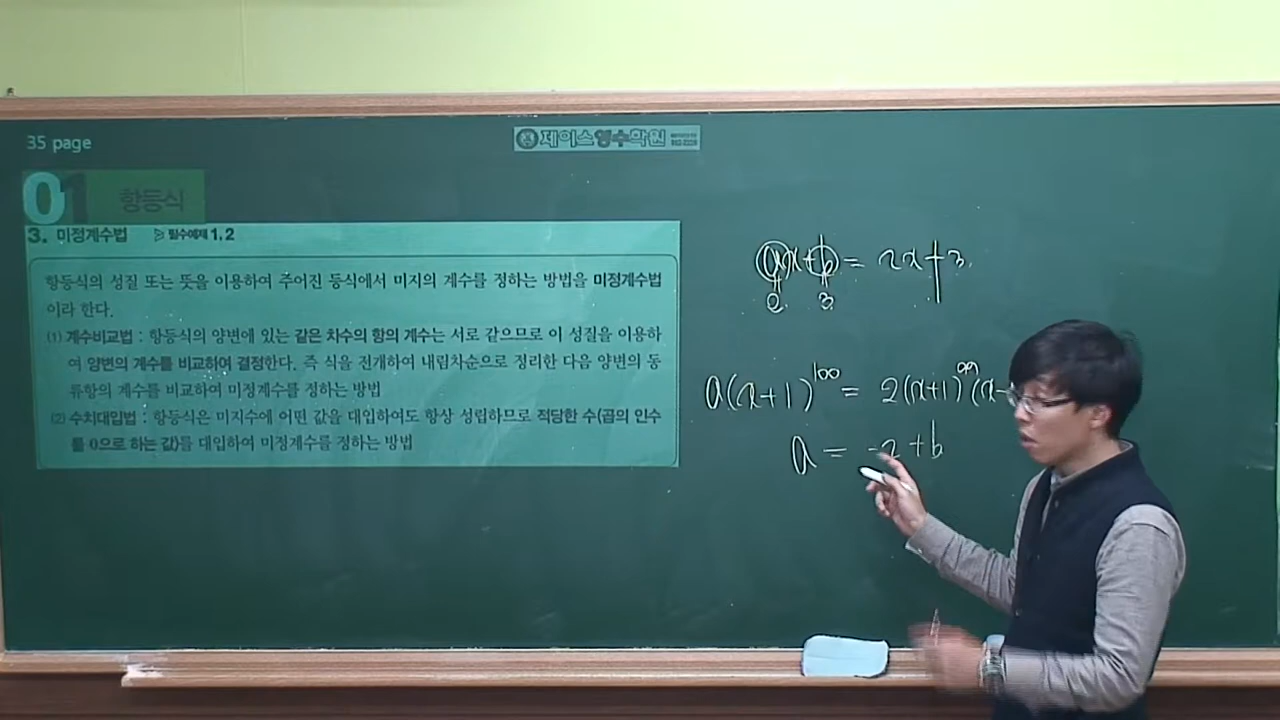 35 page
제이스영수학원
01 항등식
3. 미정계수법 ▷ 필수예제 1, 2
항등식의 성질 또는 뜻을 이용하여 주어진 등식에서 미지의 계수를 정하는 방법을 미정계수법
이라 한다.
(1) 계수비교법 : 항등식의 양변에 있는 같은 차수의 항의 계수는 서로 같으므로 이 성질을 이용하
여 양변의 계수를 비교하여 결정한다. 즉 식을 전개하여 내림차순으로 정리한 다음 양변의 동
류항의 계수를 비교하여 미정계수를 정하는 방법
(2) 수치대입법 : 항등식은 미지수에 어떤 값을 대입하여도 항상 성립하므로 적당한 수(곱의 인수
를 0으로 하는 값)를 대입하여 미정계수를 정하는 방법
ax+b = 2x+3
2 3
a(x+1)^100 = 2(x+1)^99 (x-
a = -2+b